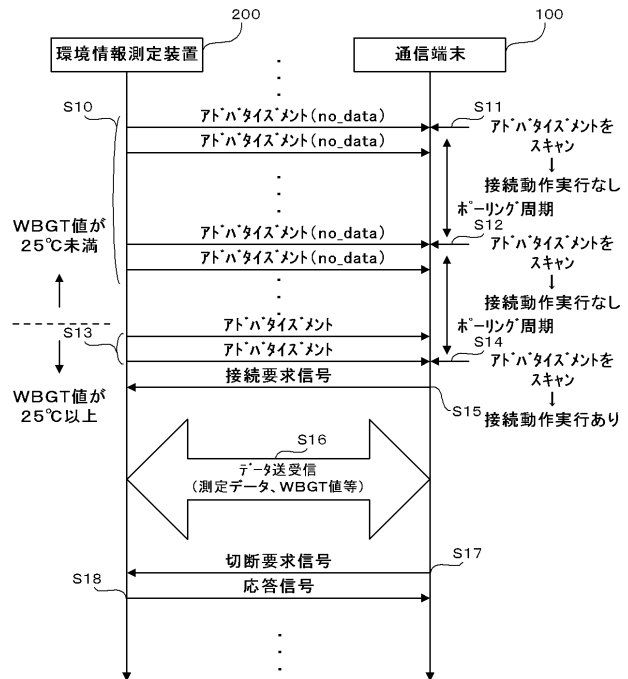 200
100
環境情報測定装置
通信端末
S10
S11
アドバタイズメント(no_data)
アドバタイズメント(no_data)
アドバタイズメントを
スキャン
↓
接続動作実行なし
ポーリング周期
WBGT値が
25℃未満
S12
アドバタイズメント(no_data)
アドバタイズメント(no_data)
アドバタイズメントを
スキャン
↓
接続動作実行なし
ポーリング周期
S13
アドバタイズメント
アドバタイズメント
S14
アドバタイズメントを
スキャン
↓
接続動作実行あり
WBGT値が
25℃以上
接続要求信号
S15
S16
データ送受信
(測定データ、WBGT値等)
切断要求信号
S17
S18
応答信号